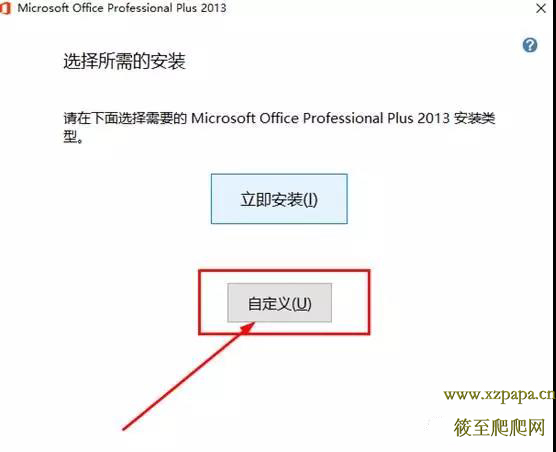 Microsoft Office Professional Plus 2013
选择所需的安装
请在下面选择需要的 Microsoft Office Professional Plus 2013 安装类
型。
立即安装(I)
自定义(U)
www.xzpapa.cn
筱至爬爬网